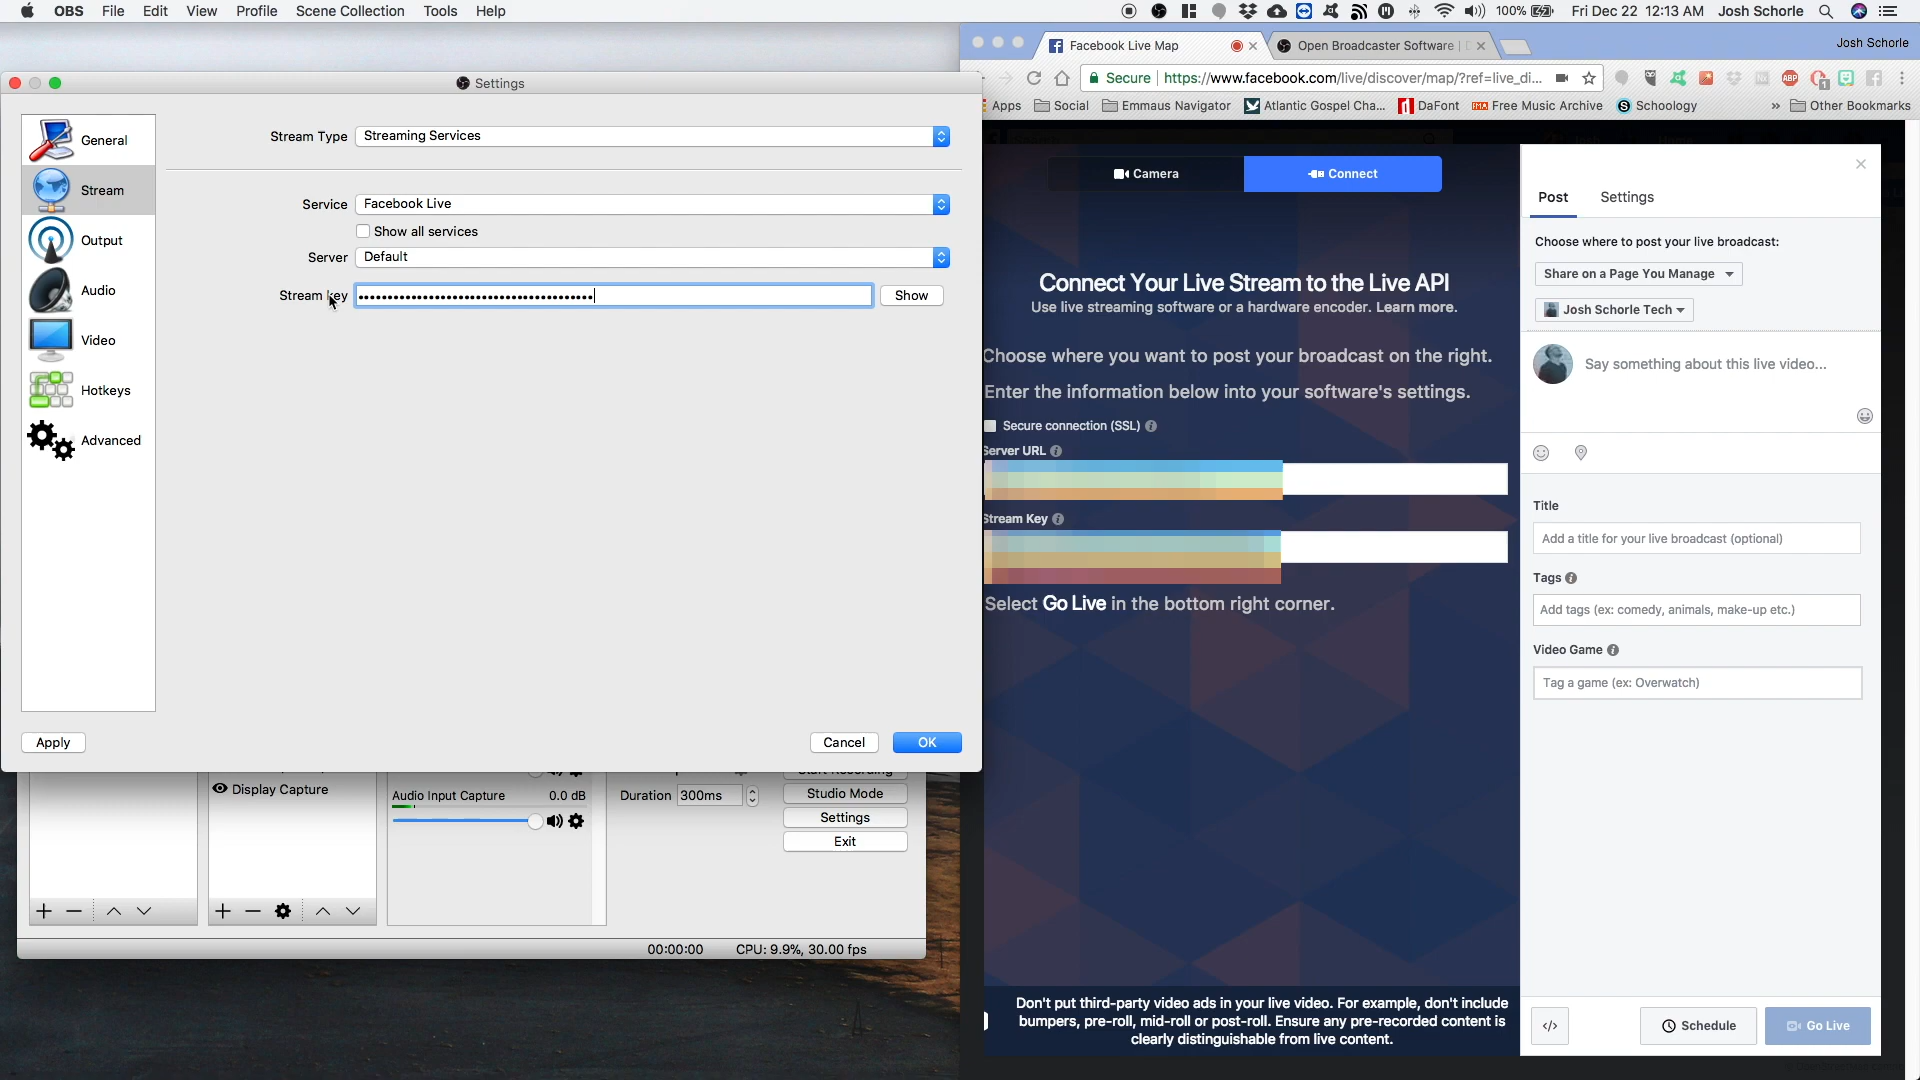 OBS File Edit View Profile Scene Collection Tools Help
100% Fri Dec 22 12:13 AM Josh Schorle
Facebook Live Map
Open Broadcaster Software |
Josh Schorle
Secure https://www.facebook.com/live/discover/map/?ref=live_di...
Apps Social Emmaus Navigator Atlantic Gospel Cha... DaFont Free Music Archive Schoology » Other Bookmarks
Settings
General
Stream
Output
Audio
Video
Hotkeys
Advanced
Stream Type Streaming Services
Service Facebook Live
Show all services
Server Default
Stream key
Show
Apply
Cancel
OK
Display Capture
Audio Input Capture 0.0 dB
Duration 300ms
Studio Mode
Settings
Exit
00:00:00 CPU: 9.9%, 30.00 fps
Camera
Connect
Connect Your Live Stream to the Live API
Use live streaming software or a hardware encoder. Learn more.
Choose where you want to post your broadcast on the right.
Enter the information below into your software's settings.
Secure connection (SSL)
Server URL
Stream Key
Select Go Live in the bottom right corner.
Don't put third-party video ads in your live video. For example, don't include
bumpers, pre-roll, mid-roll or post-roll. Ensure any pre-recorded content is
clearly distinguishable from live content.
Post Settings
Choose where to post your live broadcast:
Share on a Page You Manage
Josh Schorle Tech
Say something about this live video...
Title
Add a title for your live broadcast (optional)
Tags
Add tags (ex: comedy, animals, make-up etc.)
Video Game
Tag a game (ex: Overwatch)
</>
Schedule
Go Live